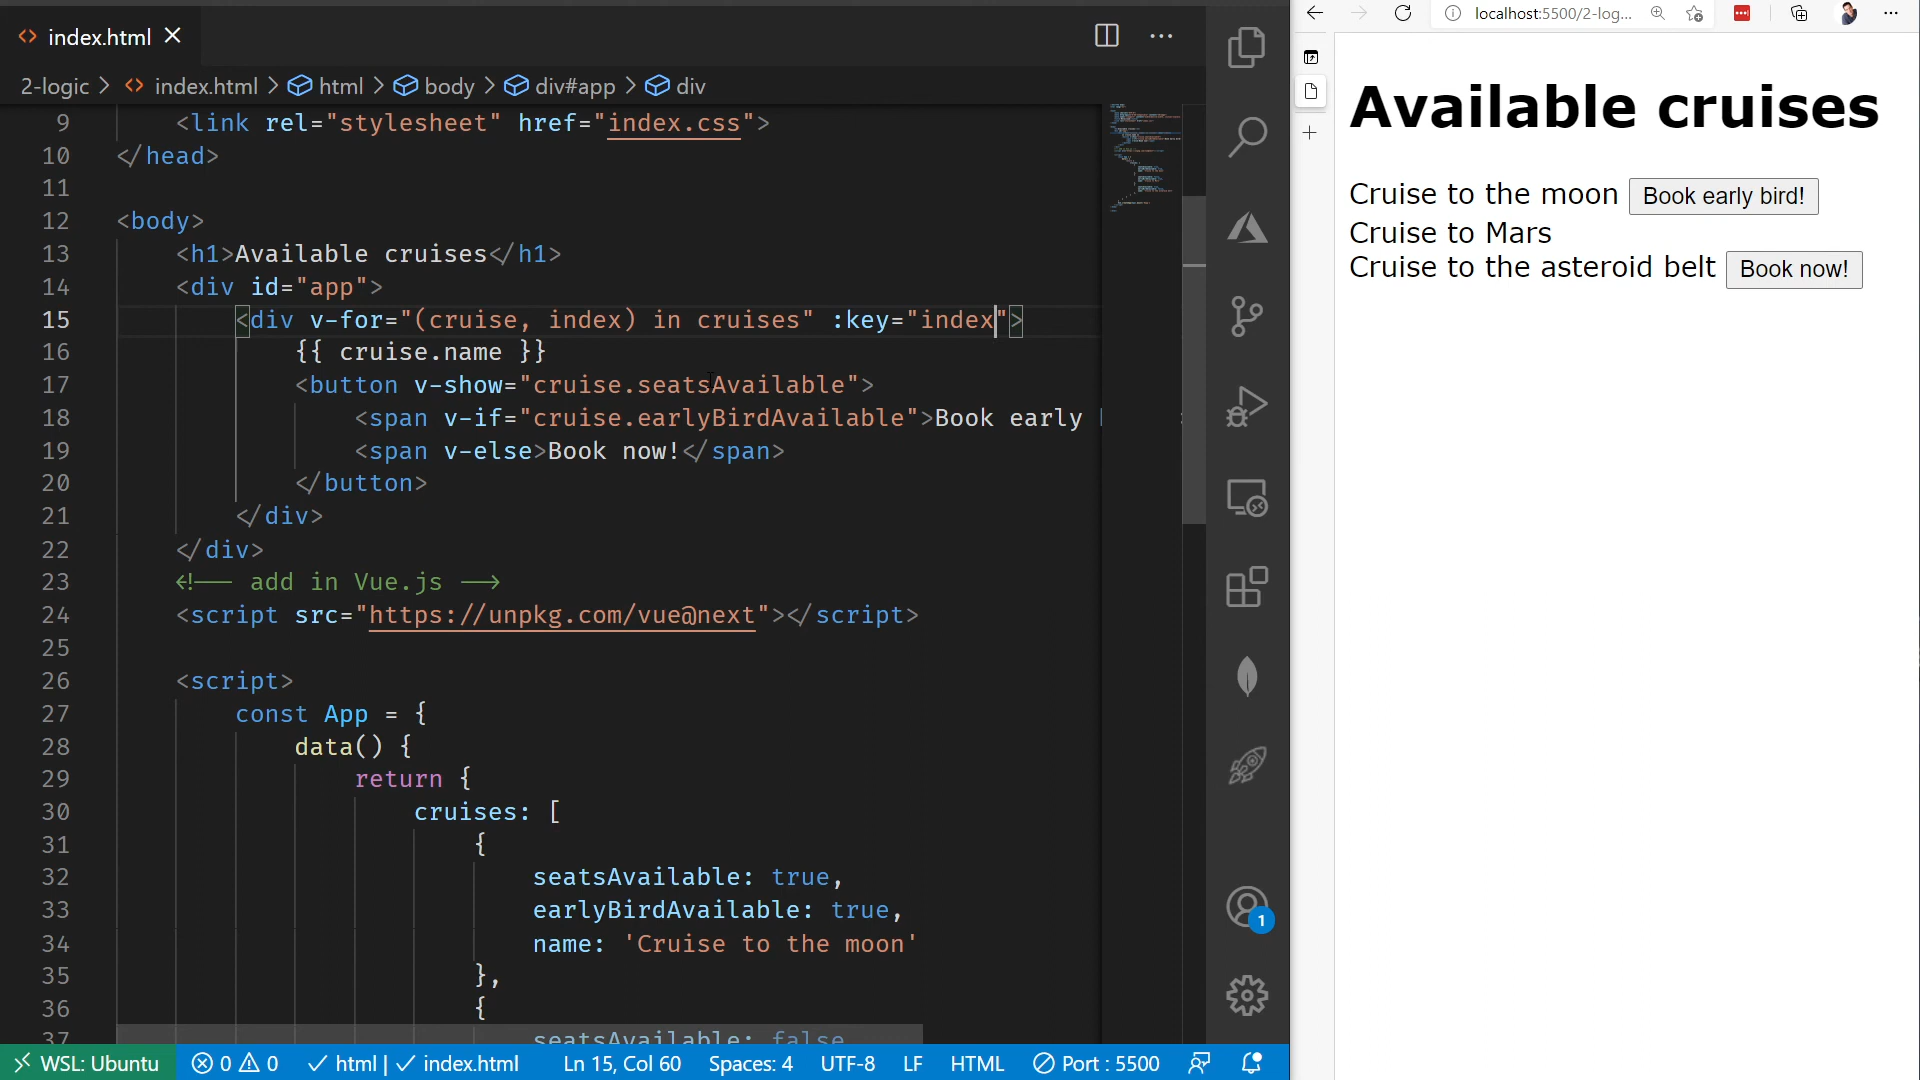 index.html
2-logic > index.html > html > body > div#app > div
9 <link rel="stylesheet" href="index.css">
10 </head>
11
12 <body>
13 <h1>Available cruises</h1>
14 <div id="app">
15 <div v-for="(cruise, index) in cruises" :key="index">
16 {{ cruise.name }}
17 <button v-show="cruise.seatsAvailable">
18 <span v-if="cruise.earlyBirdAvailable">Book early
19 <span v-else>Book now!</span>
20 </button>
21 </div>
22 </div>
23 <!-- add in Vue.js -->
24 <script src="https://unpkg.com/vue@next"></script>
25
26 <script>
27 const App = {
28 data() {
29 return {
30 cruises: [
31 {
32 seatsAvailable: true,
33 earlyBirdAvailable: true,
34 name: 'Cruise to the moon'
35 },
36 {
37 seatsAvailable: false
WSL: Ubuntu 0 0 html | index.html Ln 15, Col 60 Spaces: 4 UTF-8 LF HTML Port : 5500
1
localhost:5500/2-log...
Available cruises
Cruise to the moon Book early bird!
Cruise to Mars
Cruise to the asteroid belt Book now!